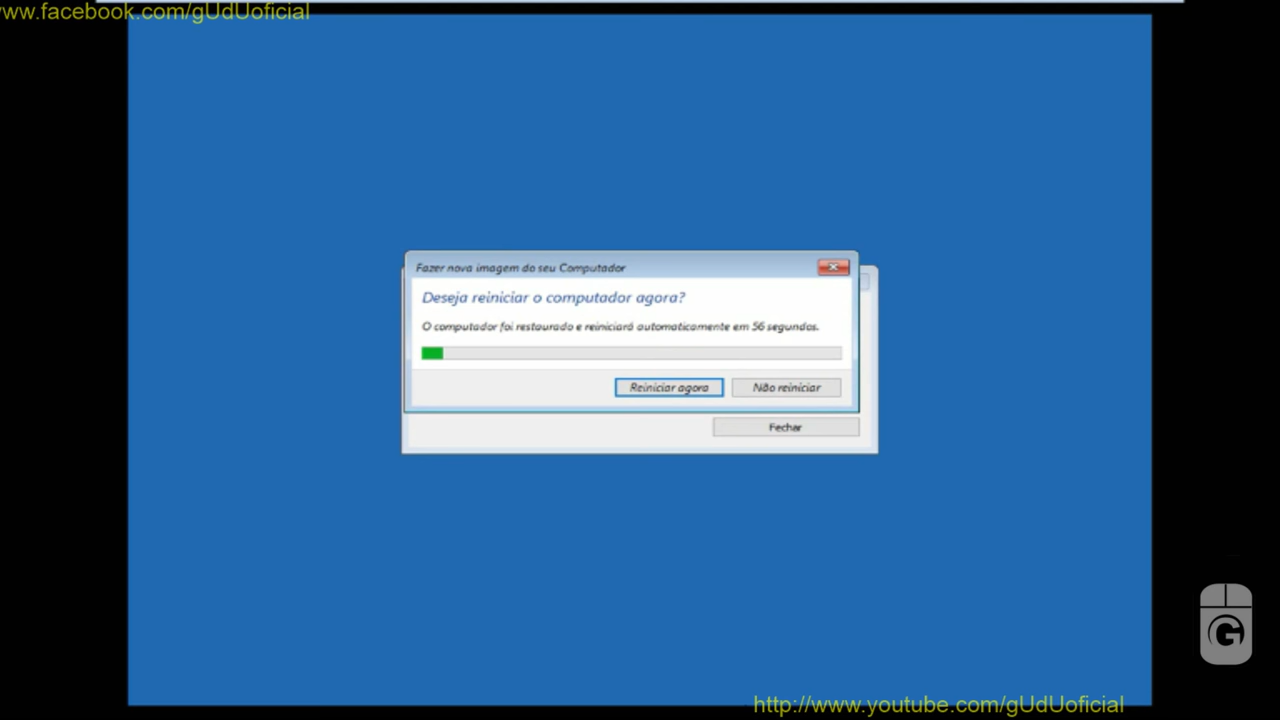 www.facebook.com/gUdUoficial
Fazer nova imagem do seu Computador
Deseja reiniciar o computador agora?
O computador foi restaurado e reiniciará automaticamente em 56 segundos.
Reiniciar agora
Não reiniciar
Fechar
G
http://www.youtube.com/gUdUoficial